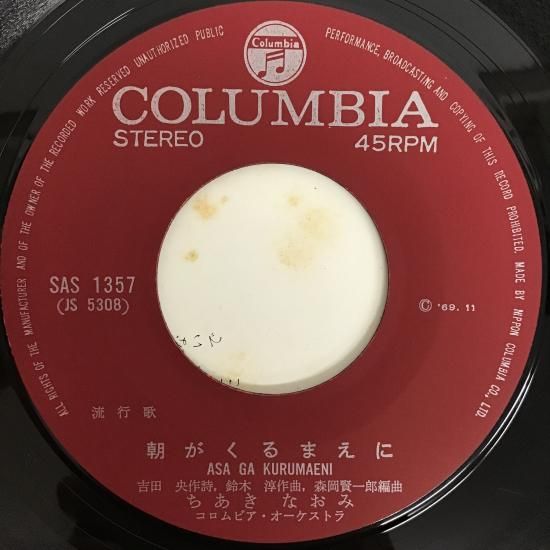 ALL RIGHTS OF THE MANUFACTURER AND OF THE OWNER OF THE RECORDED WORK RESERVED UNAUTHORIZED PUBLIC PERFORMANCE, BROADCASTING AND COPYING OF THIS RECORD PROHIBITED. MADE BY NIPPON COLUMBIA CO., LTD.
Columbia
COLUMBIA
STEREO 45RPM
SAS 1357
(JS 5308)
Ⓒ '69. 11
流行歌
朝がくるまえに
ASA GA KURUMAENI
吉田 央作詩, 鈴木 淳作曲, 森岡賢一郎編曲
ちあき なおみ
コロムビア・オーケストラ